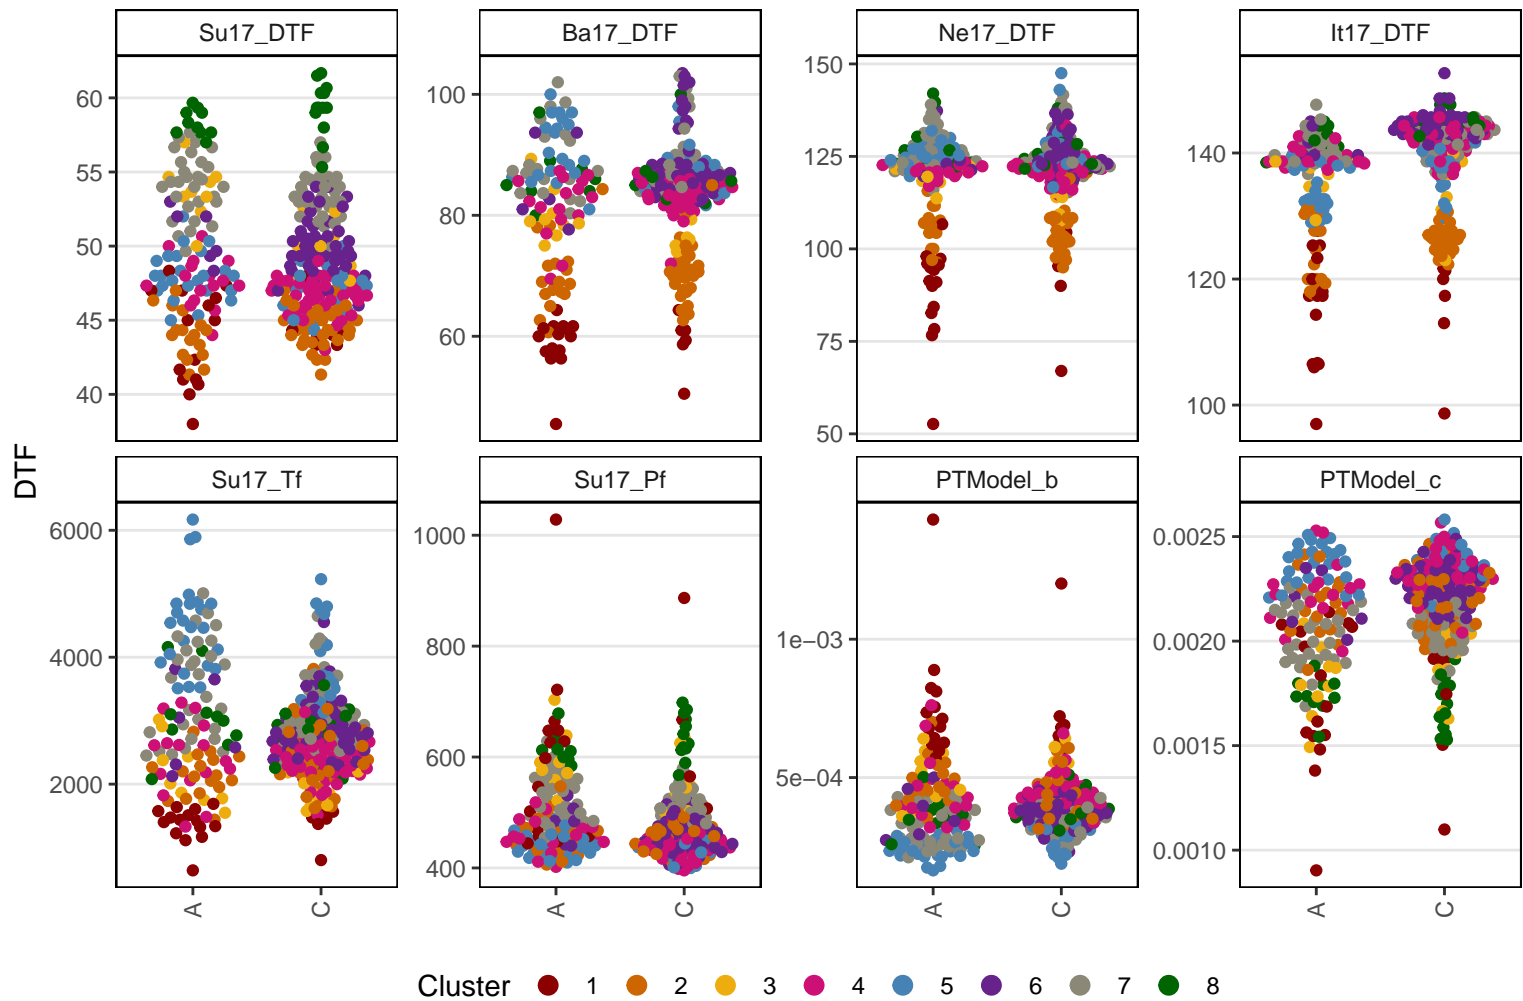 Su17_DTF
Ba17_DTF
Ne17_DTF
It17_DTF
60
55
50
45
40
100
80
60
150
125
100
75
50
140
120
100
DTF
Su17_Tf
Su17_Pf
PTModel_b
PTModel_c
6000
4000
2000
1000
800
600
400
1e−03
5e−04
0.0025
0.0020
0.0015
0.0010
A
C
A
C
A
C
A
C
Cluster 1 2 3 4 5 6 7 8